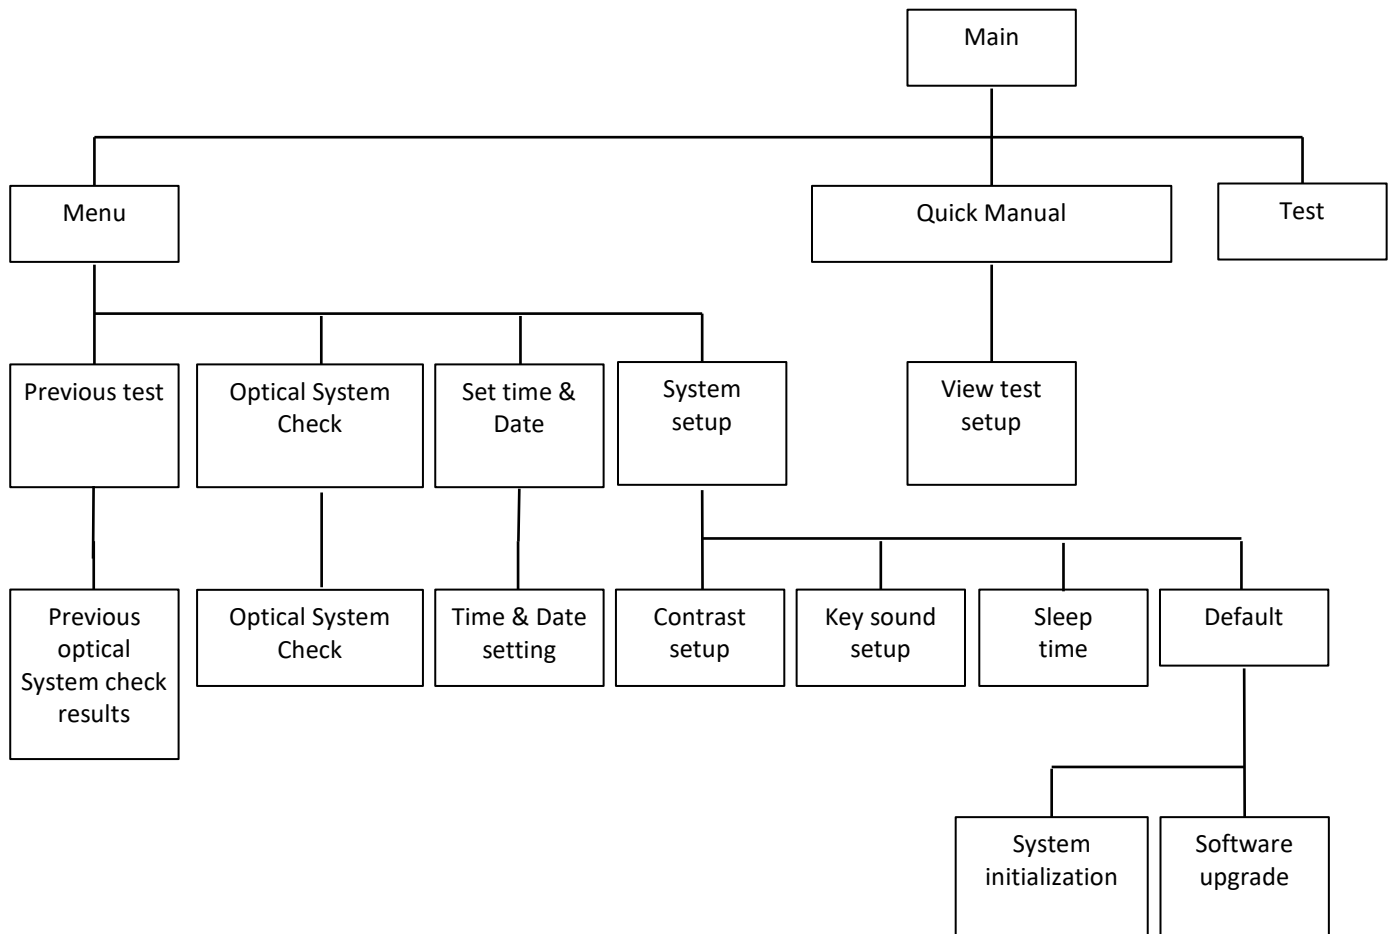 Main
Menu
Quick Manual
Test
Previous test
Optical System
Check
Set time &
Date
System
setup
View test
setup
Previous
optical
System check
results
Optical System
Check
Time & Date
setting
Contrast
setup
Key sound
setup
Sleep
time
Default
System
initialization
Software
upgrade